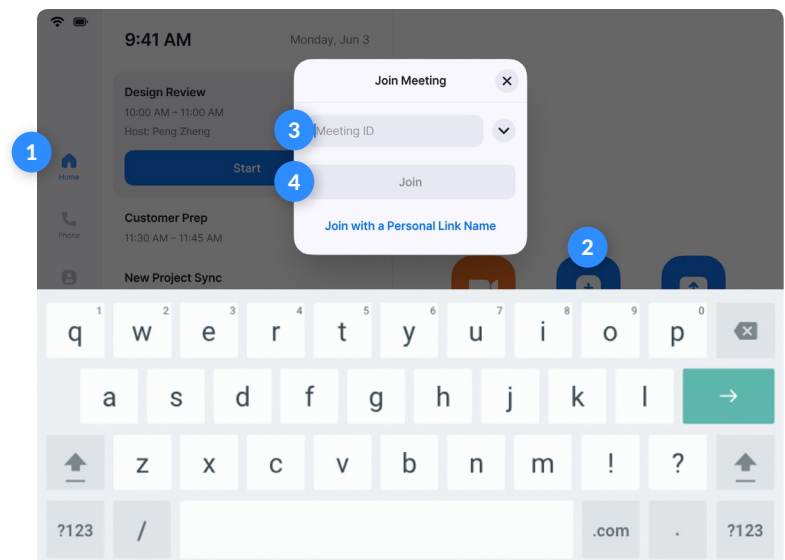 9:41 AM
Monday, Jun 3
Design Review
10:00 AM – 11:00 AM
Host: Peng Zheng
Start
Customer Prep
11:30 AM – 11:45 AM
New Project Sync
1
Home
Phone
Join Meeting
3
Meeting ID
4
Join
Join with a Personal Link Name
2
q 1 w 2 e 3 r 4 t 5 y 6 u 7 i 8 o 9 p 0
a s d f g h j k l
z x c v b n m ! ?
?123 / .com . ?123